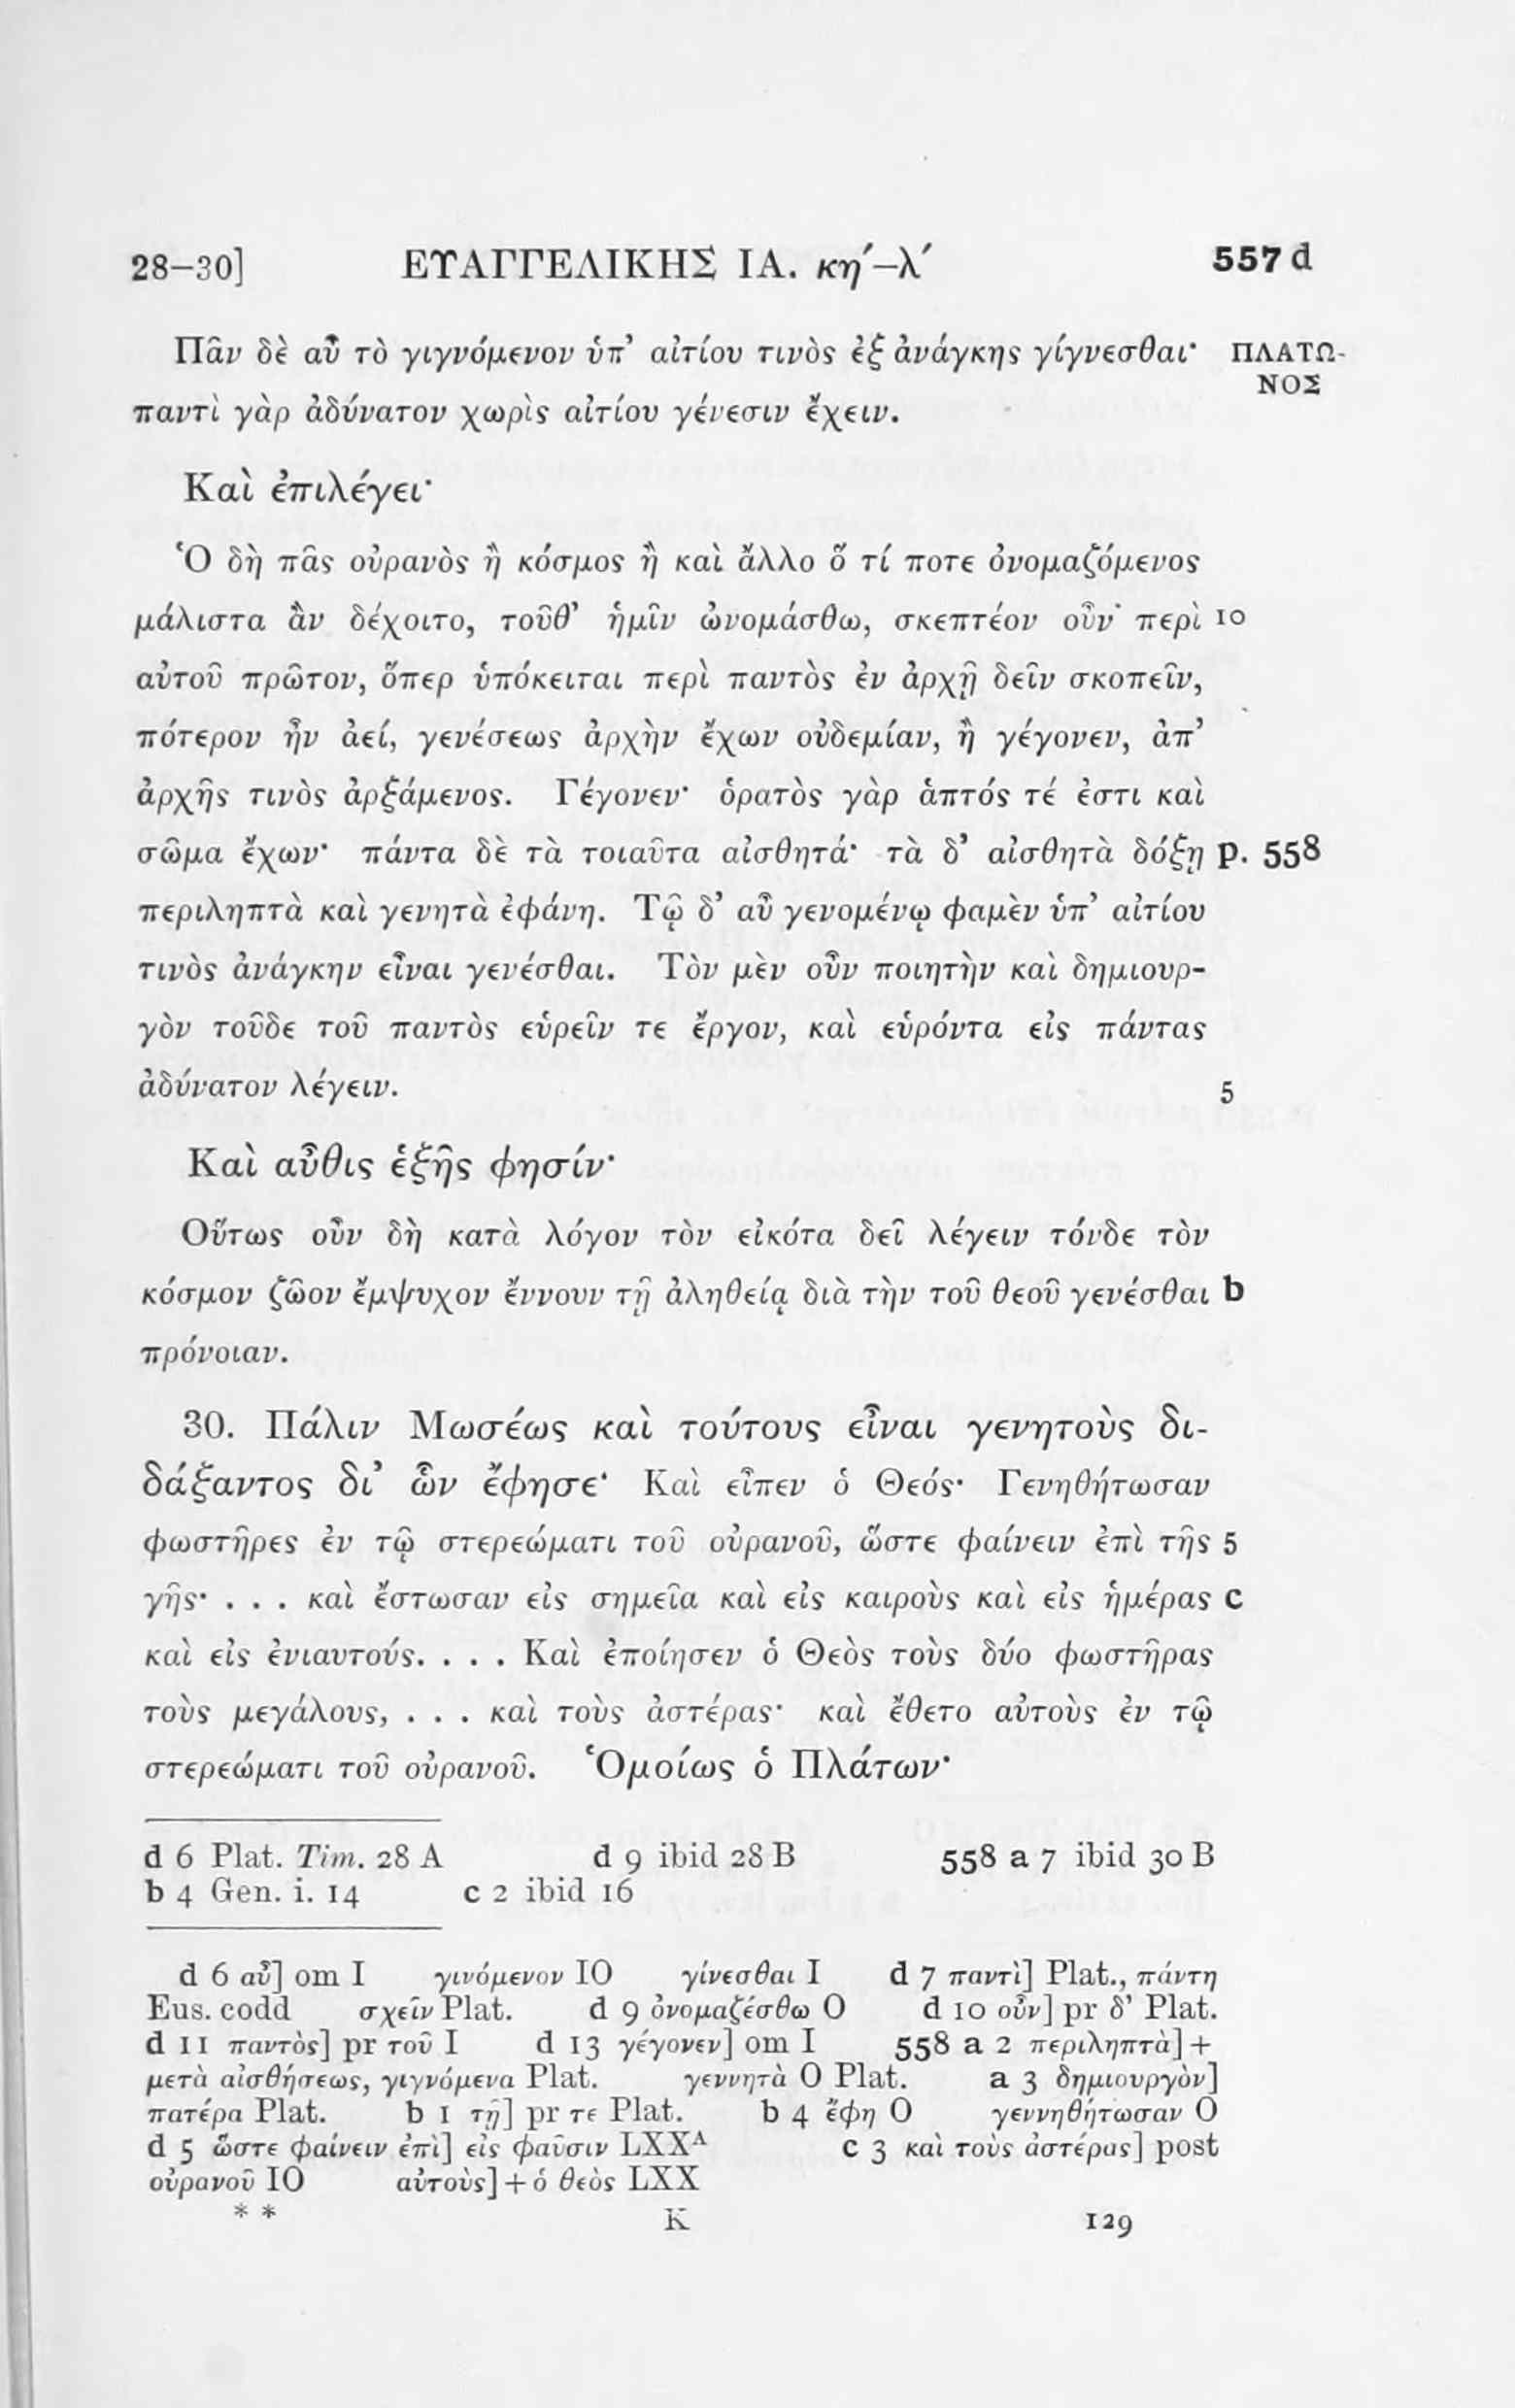 28–30] ΕΥΑΓΓΕΛΙΚΗΣ ΙΑ. κη´–λ´ 557 d
Πᾶν δὲ αὖ τὸ γιγνόμενον ὑπ’ αἰτίου τινὸς ἐξ ἀνάγκης γίγνεσθαι· ΠΛΑΤΩ-
ΝΟΣ
παντὶ γὰρ ἀδύνατον χωρὶς αἰτίου γένεσιν ἔχειν.
Καὶ ἐπιλέγει·
Ὁ δὴ πᾶς οὐρανὸς ἢ κόσμος ἢ καὶ ἄλλο ὅ τί ποτε ὀνομαζόμενος
μάλιστα ἂν δέχοιτο, τοῦθ’ ἡμῖν ὠνομάσθω, σκεπτέον οὖν περὶ 10
αὐτοῦ πρῶτον, ὅπερ ὑπόκειται περὶ παντὸς ἐν ἀρχῇ δεῖν σκοπεῖν,
πότερον ἦν ἀεί, γενέσεως ἀρχὴν ἔχων οὐδεμίαν, ἢ γέγονεν, ἀπ’
ἀρχῆς τινὸς ἀρξάμενος. Γέγονεν· ὁρατὸς γὰρ ἁπτός τέ ἐστι καὶ
σῶμα ἔχων· πάντα δὲ τὰ τοιαῦτα αἰσθητά· τὰ δ’ αἰσθητὰ δόξῃ p. 558
περιληπτὰ καὶ γενητὰ ἐφάνη. Τῷ δ’ αὖ γενομένῳ φαμὲν ὑπ’ αἰτίου
τινὸς ἀνάγκην εἶναι γενέσθαι. Τὸν μὲν οὖν ποιητὴν καὶ δημιουρ-
γὸν τοῦδε τοῦ παντὸς εὑρεῖν τε ἔργον, καὶ εὑρόντα εἰς πάντας
ἀδύνατον λέγειν. 5
Καὶ αὖθις ἑξῆς φησίν·
Οὕτως οὖν δὴ κατὰ λόγον τὸν εἰκότα δεῖ λέγειν τόνδε τὸν
κόσμον ζῶον ἔμψυχον ἔννουν τῇ ἀληθείᾳ διὰ τὴν τοῦ θεοῦ γενέσθαι b
πρόνοιαν.
30. Πάλιν Μωσέως καὶ τούτους εἶναι γενητοὺς δι-
δάξαντος δι’ ὧν ἔφησε· Καὶ εἶπεν ὁ Θεός· Γενηθήτωσαν
φωστῆρες ἐν τῷ στερεώματι τοῦ οὐρανοῦ, ὥστε φαίνειν ἐπὶ τῆς 5
γῆς· . . . καὶ ἔστωσαν εἰς σημεῖα καὶ εἰς καιροὺς καὶ εἰς ἡμέρας c
καὶ εἰς ἐνιαυτούς. . . . Καὶ ἐποίησεν ὁ Θεὸς τοὺς δύο φωστῆρας
τοὺς μεγάλους, . . . καὶ τοὺς ἀστέρας· καὶ ἔθετο αὐτοὺς ἐν τῷ
στερεώματι τοῦ οὐρανοῦ. Ὁμοίως ὁ Πλάτων·
d 6 Plat. Tim. 28 A d 9 ibid 28 B 558 a 7 ibid 30 B
b 4 Gen. i. 14 c 2 ibid 16
d 6 αὖ] om I γινόμενον IO γίνεσθαι I d 7 παντὶ] Plat., πάντη
Eus. codd σχεῖν Plat. d 9 ὀνομαζέσθω O d 10 οὖν] pr δ’ Plat.
d 11 παντὸς] pr τοῦ I d 13 γέγονεν] om I 558 a 2 περιληπτὰ] +
μετὰ αἰσθήσεως, γιγνόμενα Plat. γεννητὰ O Plat. a 3 δημιουργὸν]
πατέρα Plat. b 1 τῇ] pr τε Plat. b 4 ἔφη O γεννηθήτωσαν O
d 5 ὥστε φαίνειν ἐπὶ] εἰς φαῦσιν LXXᴬ c 3 καὶ τοὺς ἀστέρας] post
οὐρανοῦ IO αὐτοὺς] + ὁ θεὸς LXX
* * K 129